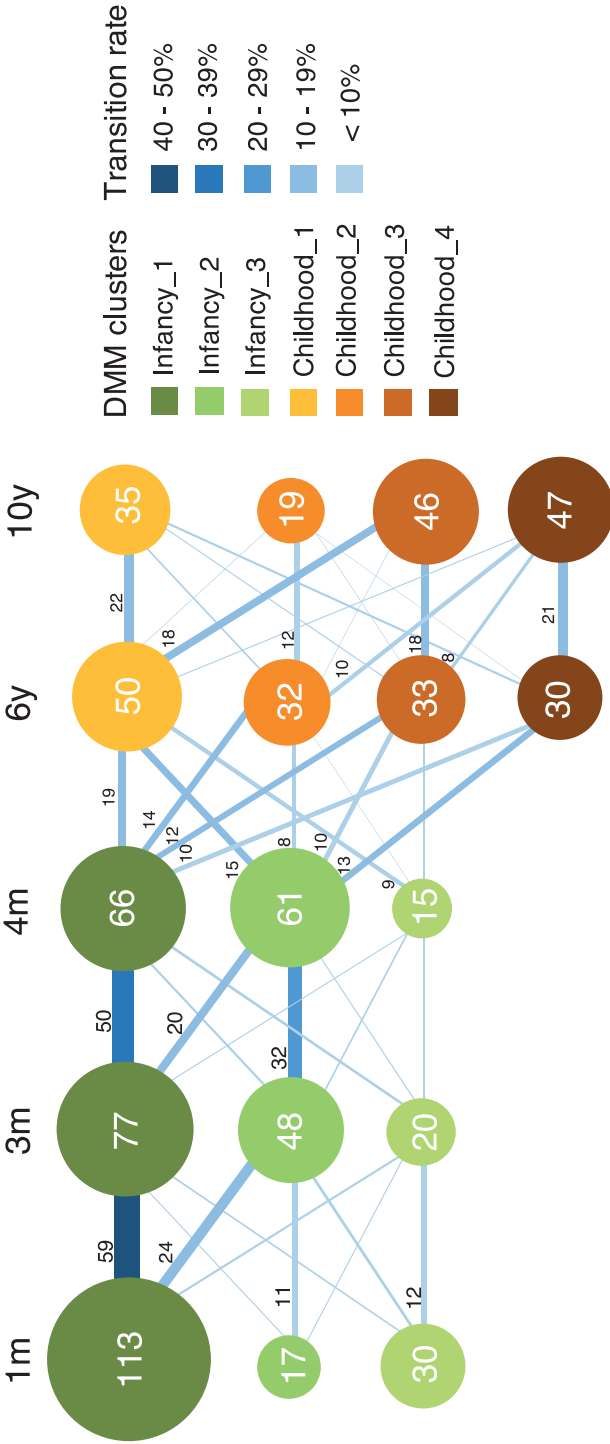 1m 3m 4m 6y 10y
113 59 77 50 66 19 50 22 35
24
20
14
12
10
18
17 11 48 32 61 8 32 12 19
15
10
13
10
30 12 20 15 33 18 46
9
8
30 21 47
DMM clusters
Infancy_1
Infancy_2
Infancy_3
Childhood_1
Childhood_2
Childhood_3
Childhood_4
Transition rate
40 - 50%
30 - 39%
20 - 29%
10 - 19%
< 10%